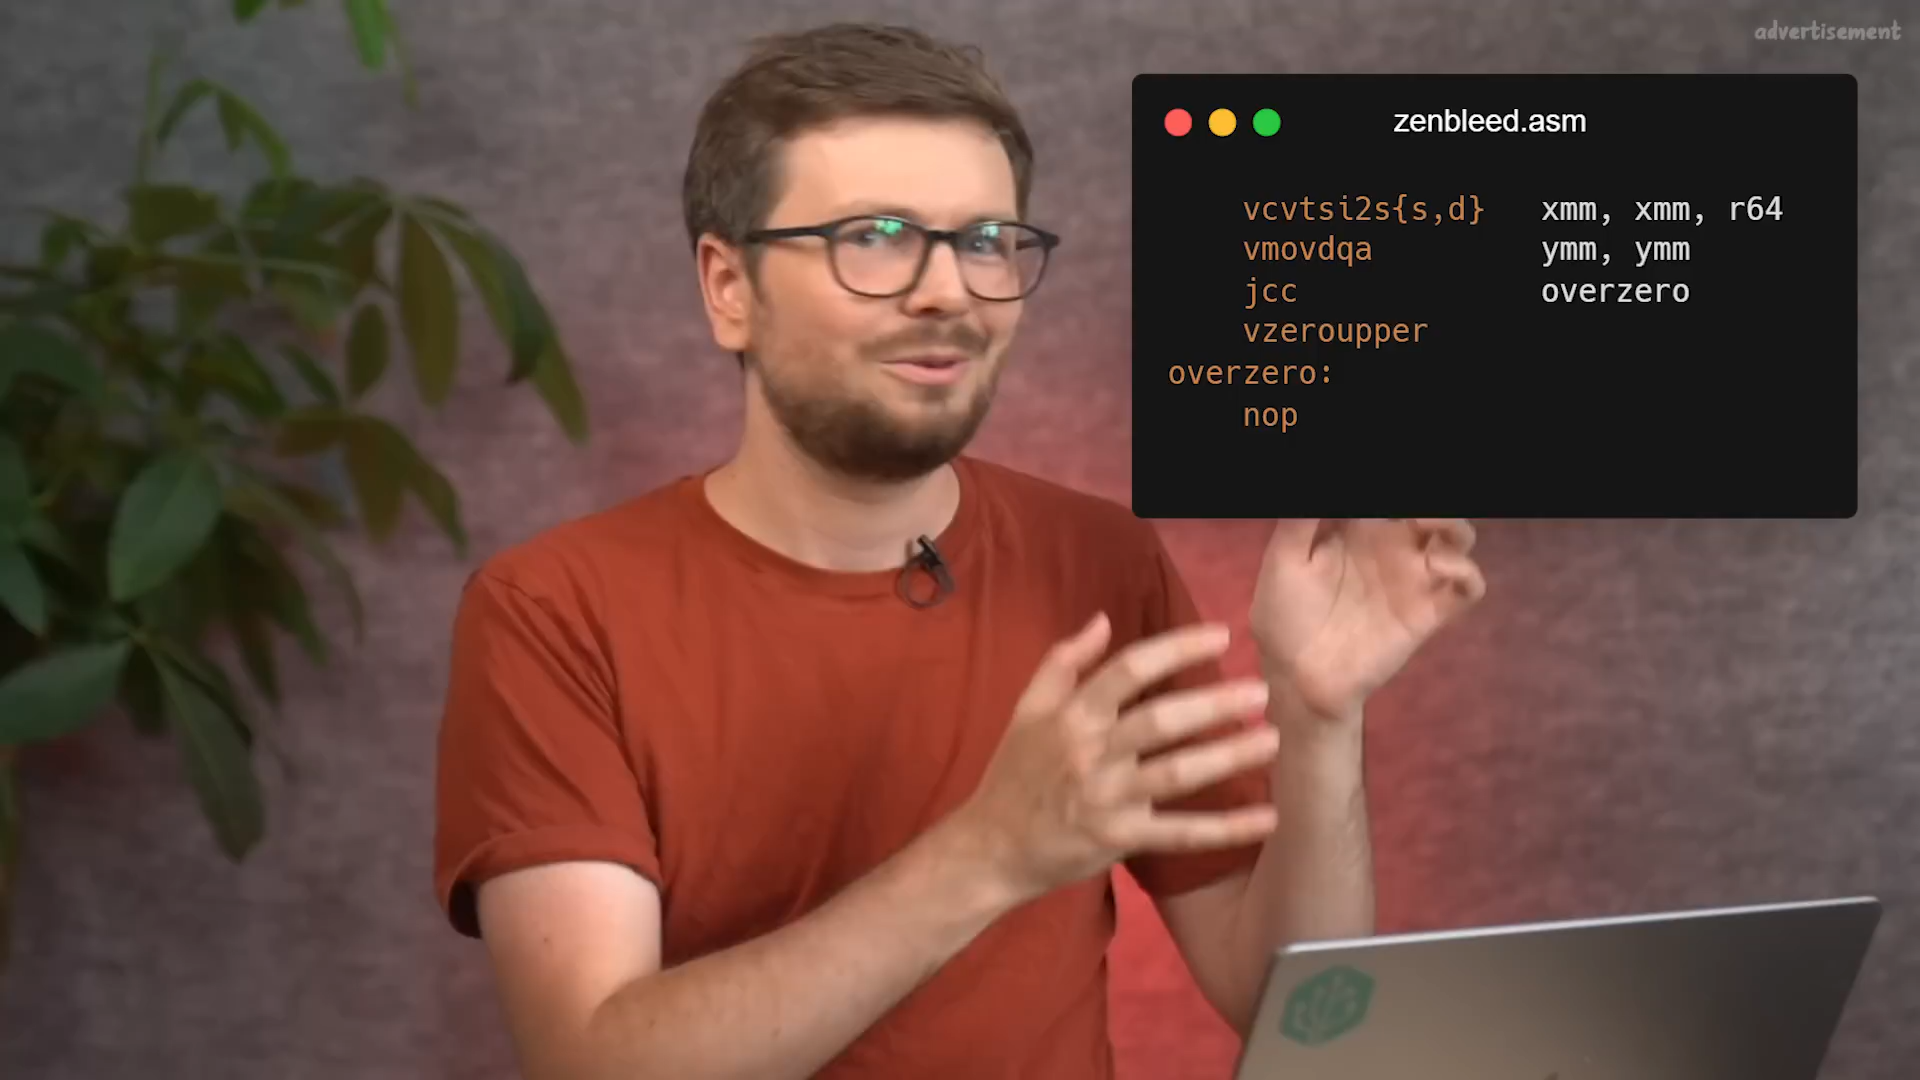 advertisement
zenbleed.asm
vcvtsi2s{s,d} xmm, xmm, r64
vmovdqa ymm, ymm
jcc overzero
vzeroupper
overzero:
nop